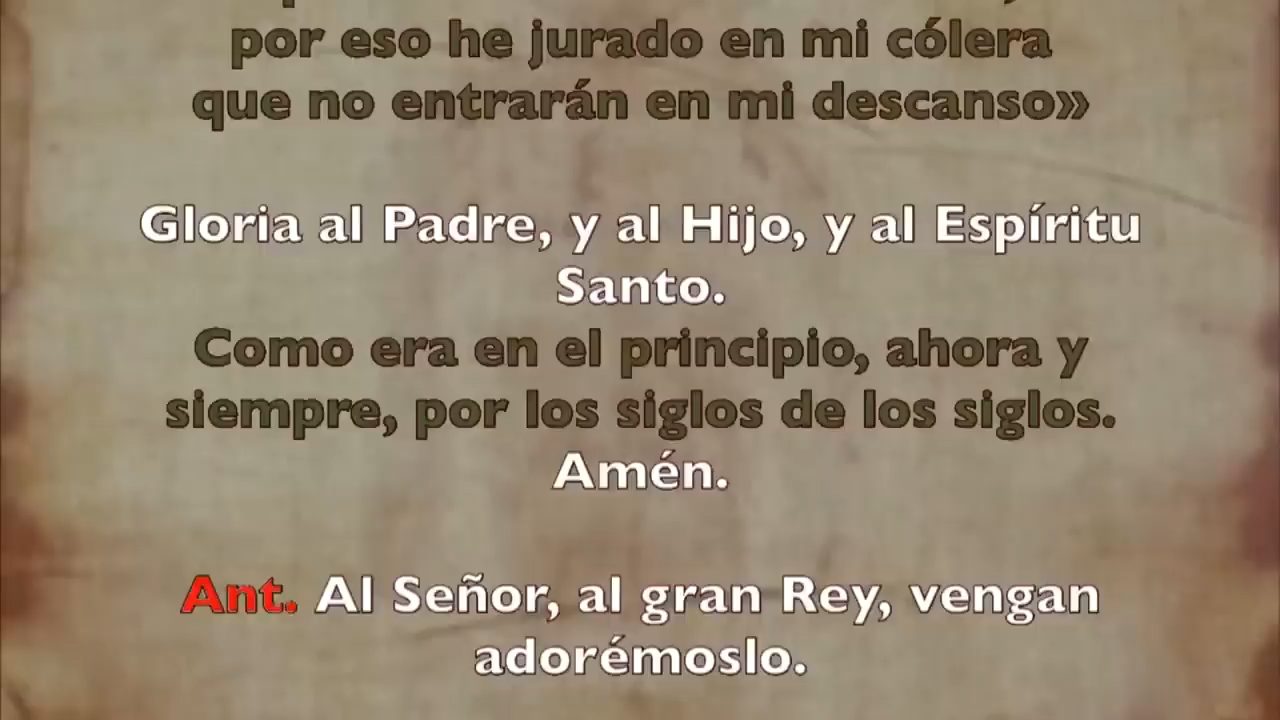 por eso he jurado en mi cólera
que no entrarán en mi descanso»
Gloria al Padre, y al Hijo, y al Espíritu
Santo.
Como era en el principio, ahora y
siempre, por los siglos de los siglos.
Amén.
Ant. Al Señor, al gran Rey, vengan
adorémoslo.